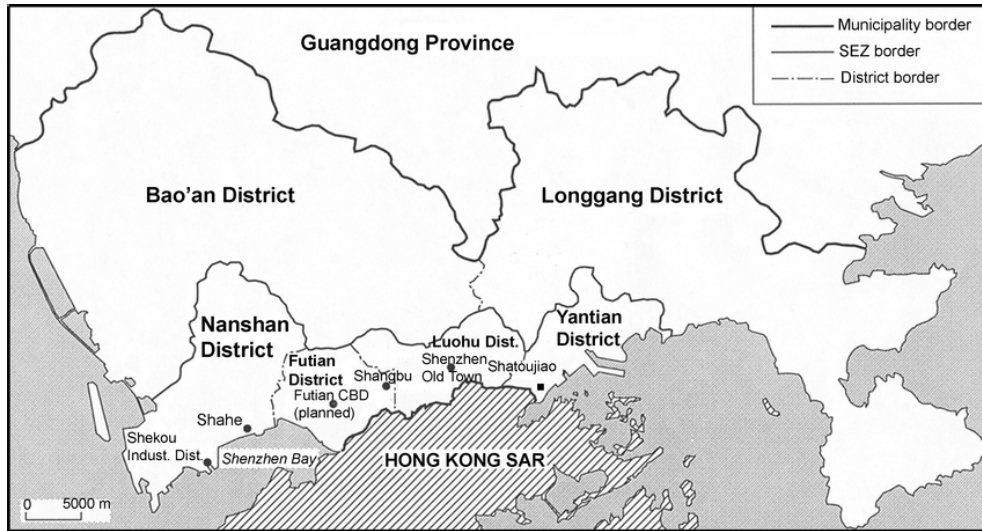 Guangdong Province
Municipality border
SEZ border
District border
Bao'an District
Longgang District
Nanshan
District
Futian
District
Futian CBD
(planned)
Shangbu
Luohu Dist.
Shenzhen
Old Town
Yantian
District
Shatoujiao
Shahe
Shekou
Indust. Dist.
Shenzhen Bay
HONG KONG SAR
0 5000 m